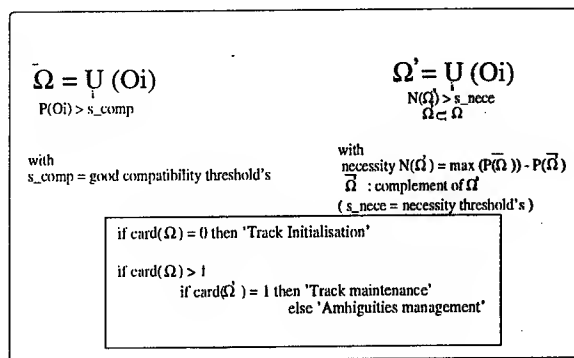 Ω̄ = U (Oi)
i
P(Oi) > s_comp
with
s_comp = good compatibility threshold's
Ω' = U (Oi)
i
N(Ω') > s_nece
Ω' ⊂ Ω
with
necessity N(Ω') = max (P(Ω̄')) - P(Ω̄')
Ω̄' : complement of Ω'
( s_nece = necessity threshold's )
if card(Ω) = 0 then 'Track Initialisation'
if card(Ω) > 1
if card(Ω') = 1 then 'Track maintenance'
else 'Ambiguities management'